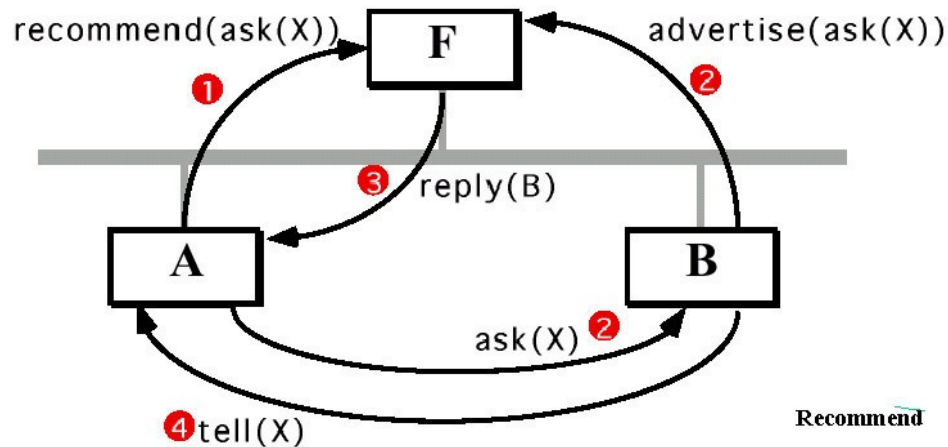 recommend(ask(X))
F
advertise(ask(X))
1
2
3
reply(B)
A
B
ask(X) 2
4 tell(X)
Recommend